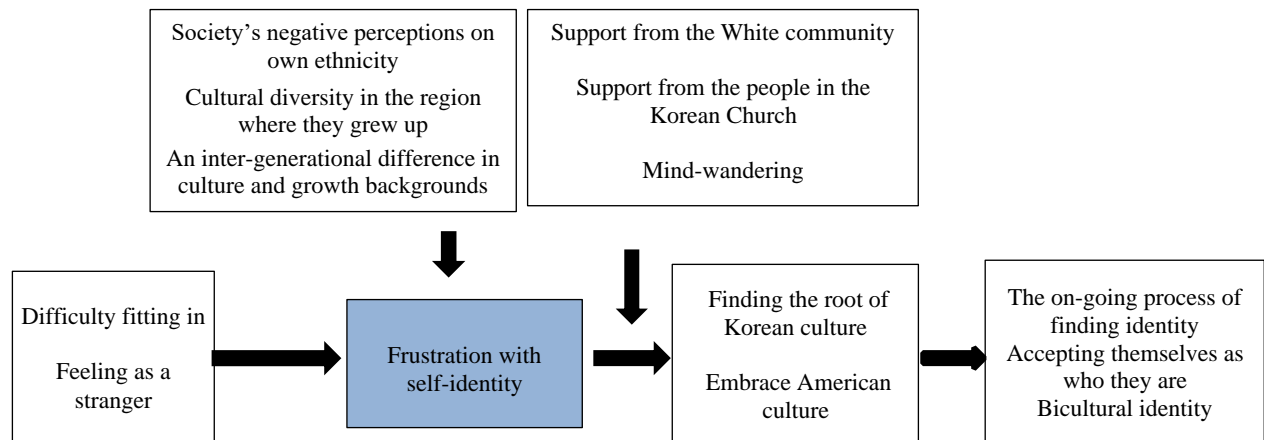 Society's negative perceptions on
own ethnicity
Cultural diversity in the region
where they grew up
An inter-generational difference in
culture and growth backgrounds
Support from the White community
Support from the people in the
Korean Church
Mind-wandering
Difficulty fitting in
Feeling as a
stranger
Frustration with
self-identity
Finding the root of
Korean culture
Embrace American
culture
The on-going process of
finding identity
Accepting themselves as
who they are
Bicultural identity